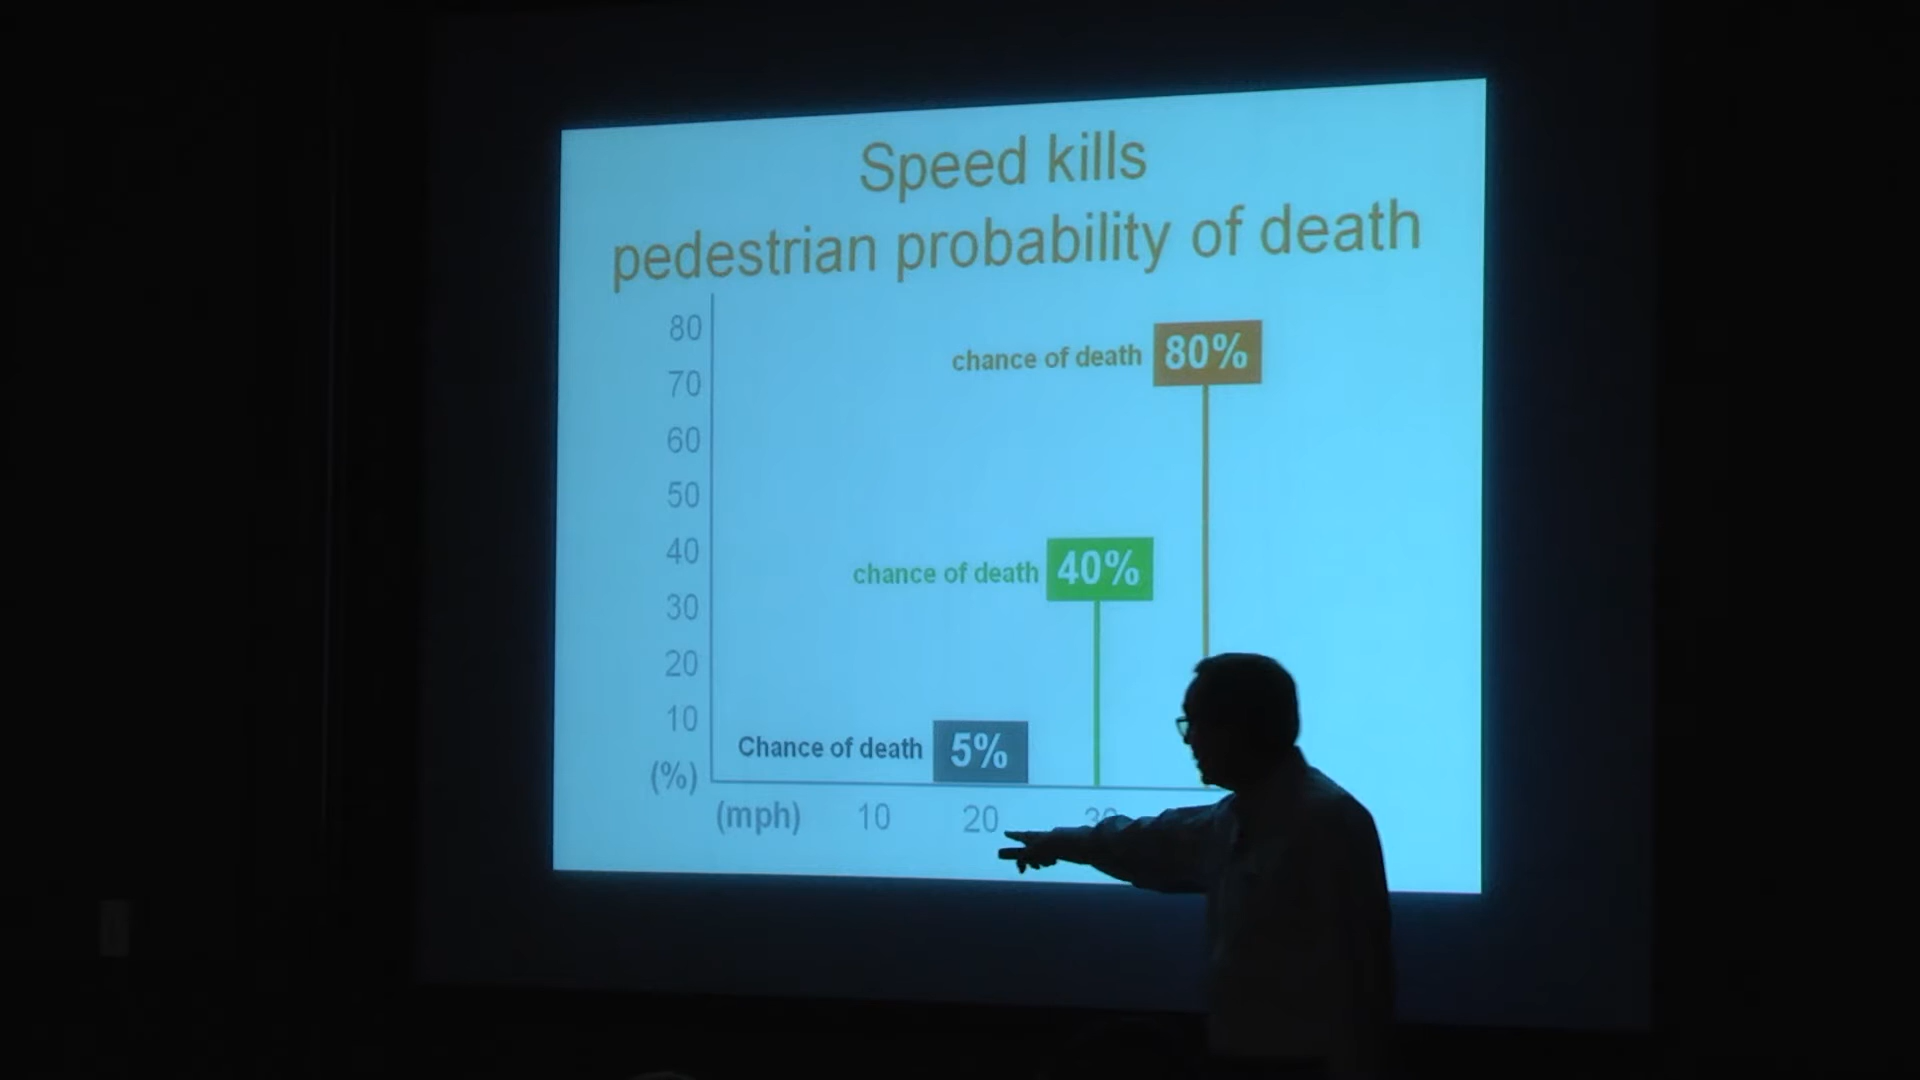 Speed kills
pedestrian probability of death
80
chance of death 80%
70
60
50
40
chance of death 40%
30
20
10
Chance of death 5%
(%)
(mph) 10 20 30